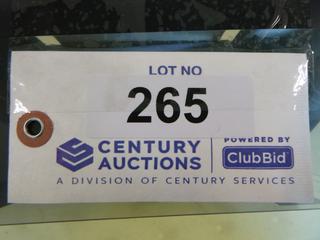 LOT NO
265
CENTURY AUCTIONS
POWERED BY
ClubBid
A DIVISION OF CENTURY SERVICES